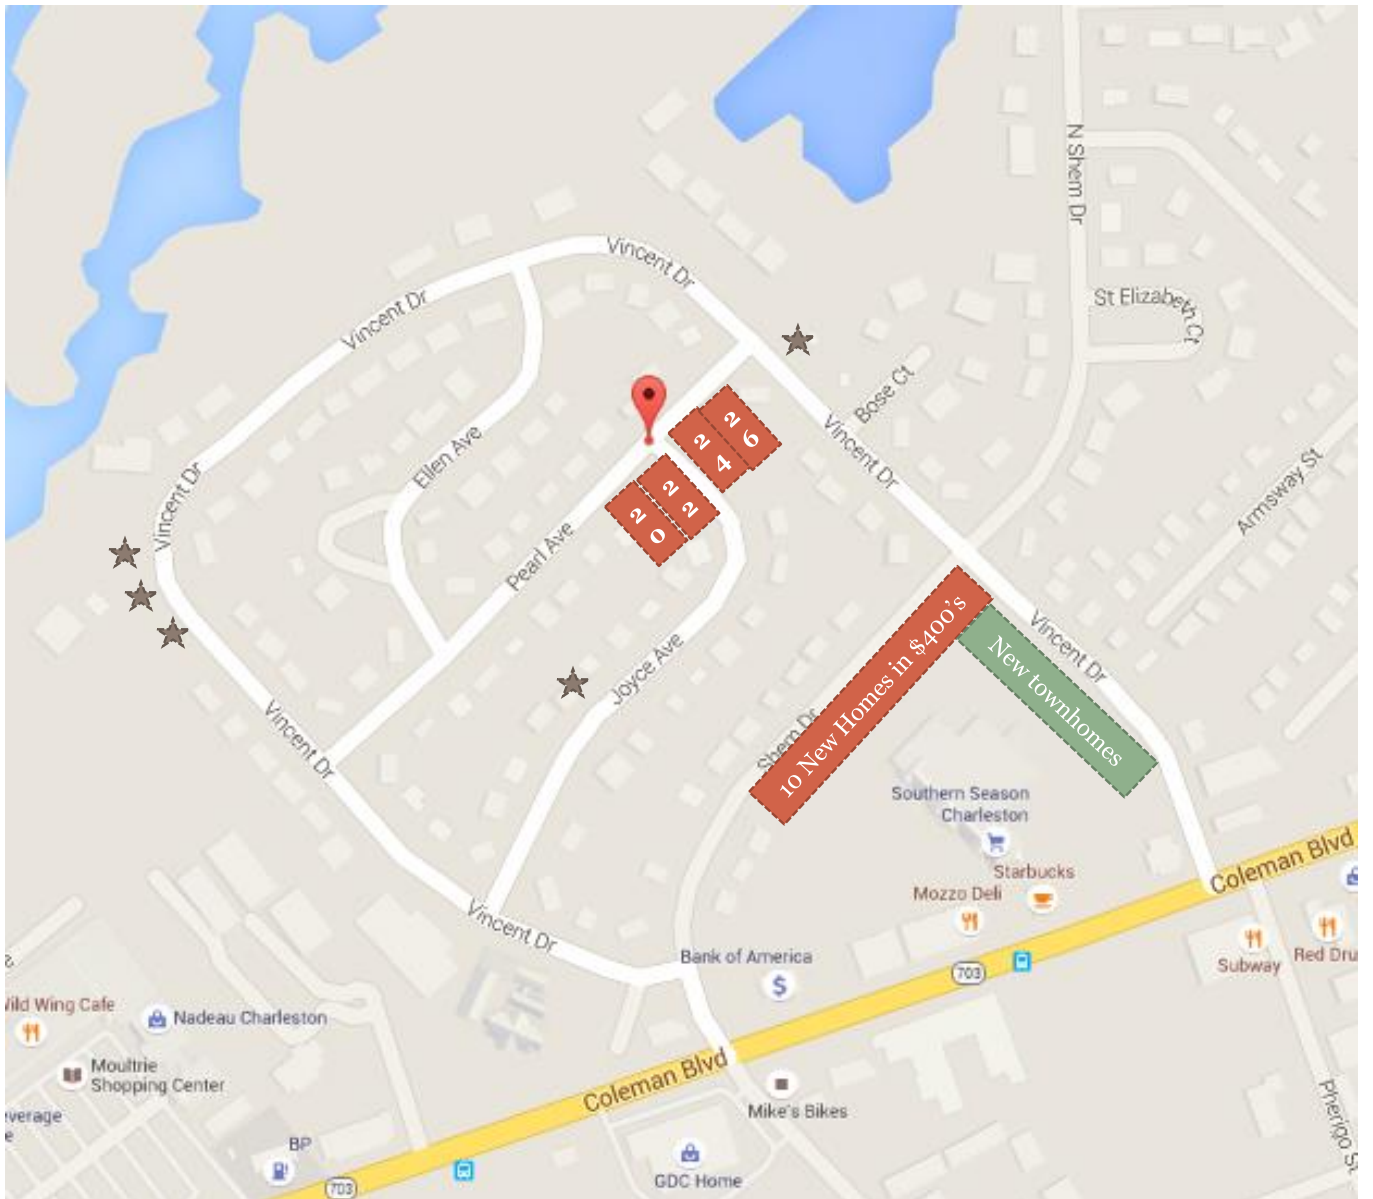 N Shem Dr
Vincent Dr
Vincent Dr
St Elizabeth Ct
Bose Ct
Vincent Dr
Ellen Ave
2 6
2 4
2 2
2 0
Armsway St
Vincent Dr
Pearl Ave
10 New Homes in $400's
New townhomes
Vincent Dr
Joyce Ave
Shem Dr
Vincent Dr
Southern Season
Charleston
Starbucks
Mozzo Deli
Coleman Blvd
Vincent Dr
Bank of America
$
703
Subway
Red Dru
Wild Wing Cafe
Nadeau Charleston
Moultrie
Shopping Center
Coleman Blvd
Mike's Bikes
Pherigo St
everage
e
BP
GDC Home
703